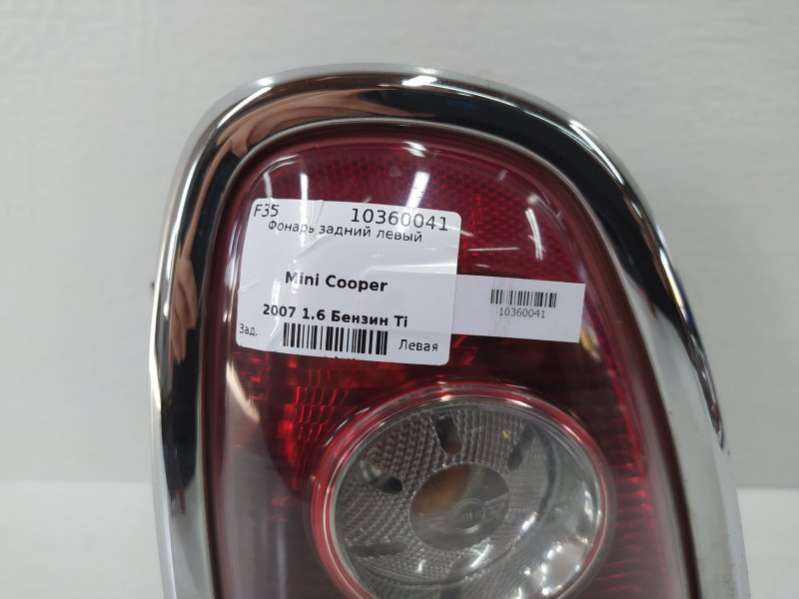 F35 10360041
Фонарь задний левый
Mini Cooper
2007 1.6 Бензин Ti
Зад. Левая
10360041